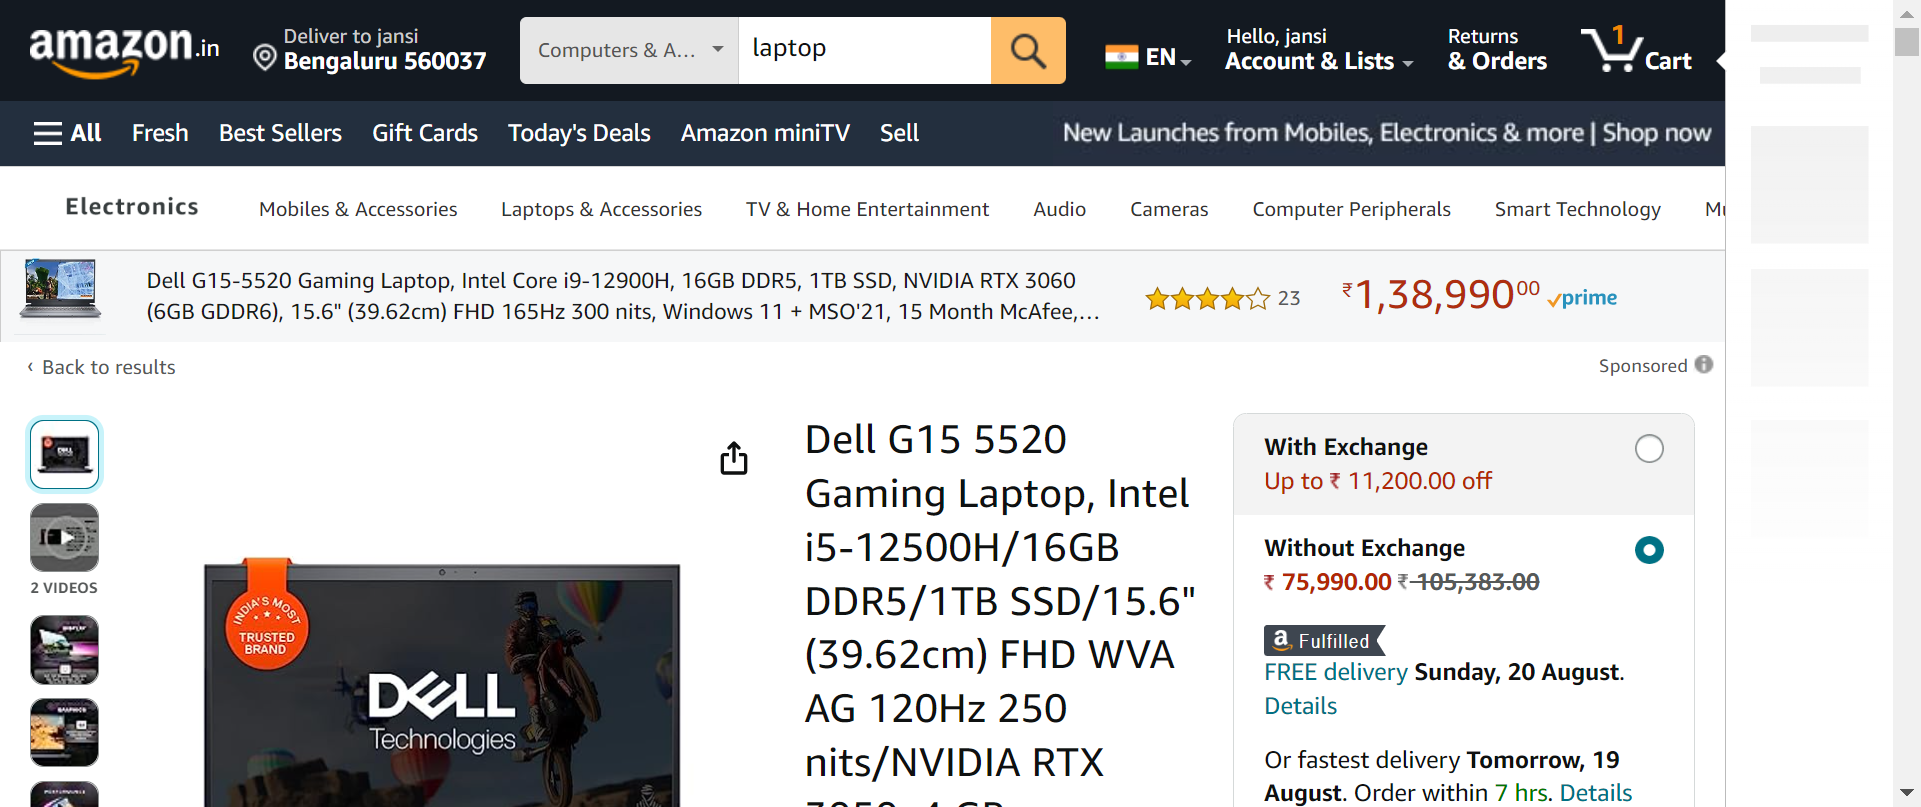 amazon.in
Deliver to jansi
Bengaluru 560037
Computers & A...
laptop
EN
Hello, jansi
Account & Lists
Returns
& Orders
1
Cart
All
Fresh
Best Sellers
Gift Cards
Today's Deals
Amazon miniTV
Sell
New Launches from Mobiles, Electronics & more | Shop now
Electronics
Mobiles & Accessories
Laptops & Accessories
TV & Home Entertainment
Audio
Cameras
Computer Peripherals
Smart Technology
Dell G15-5520 Gaming Laptop, Intel Core i9-12900H, 16GB DDR5, 1TB SSD, NVIDIA RTX 3060
(6GB GDDR6), 15.6" (39.62cm) FHD 165Hz 300 nits, Windows 11 + MSO'21, 15 Month McAfee,...
23
₹1,38,99000
prime
‹ Back to results
Sponsored
2 VIDEOS
INDIA'S MOST
TRUSTED
BRAND
DELL
Technologies
Dell G15 5520
Gaming Laptop, Intel
i5-12500H/16GB
DDR5/1TB SSD/15.6"
(39.62cm) FHD WVA
AG 120Hz 250
nits/NVIDIA RTX
With Exchange
Up to ₹ 11,200.00 off
Without Exchange
₹ 75,990.00 ₹ 105,383.00
a Fulfilled
FREE delivery Sunday, 20 August.
Details
Or fastest delivery Tomorrow, 19
August. Order within 7 hrs. Details